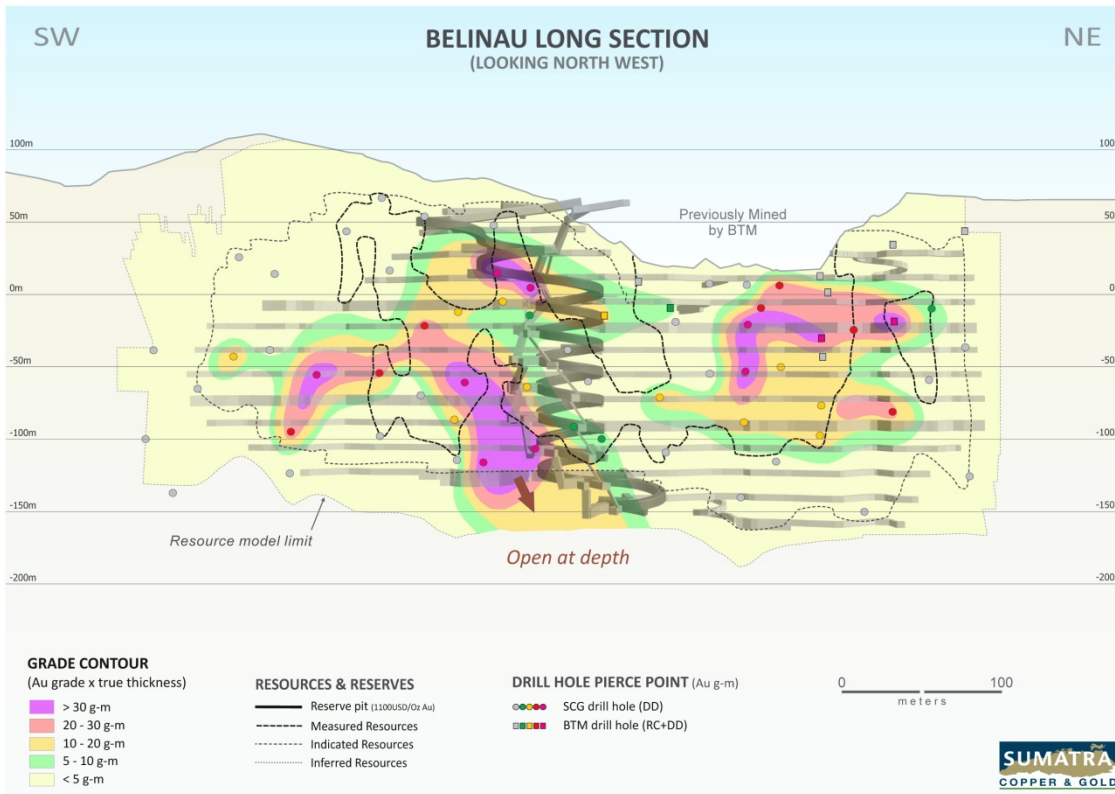 SW
BELINAU LONG SECTION
NE
(LOOKING NORTH WEST)
100m
100
50m
50
Previously Mined
by BTM
0m
0
-50m
-50
-100m
-100
-150m
-150
Resource model limit
Open at depth
-200m
-200
GRADE CONTOUR
(Au grade x true thickness)
> 30 g-m
20 - 30 g-m
10 - 20 g-m
5 - 10 g-m
< 5 g-m
RESOURCES & RESERVES
Reserve pit (1100USD/Oz Au)
Measured Resources
Indicated Resources
Inferred Resources
DRILL HOLE PIERCE POINT (Au g-m)
SCG drill hole (DD)
BTM drill hole (RC+DD)
0 100
meters
SUMATRA
COPPER & GOLD